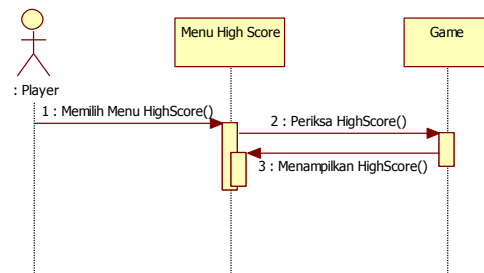 Menu High Score
Game
: Player
1 : Memilih Menu HighScore()
2 : Periksa HighScore()
3 : Menampilkan HighScore()